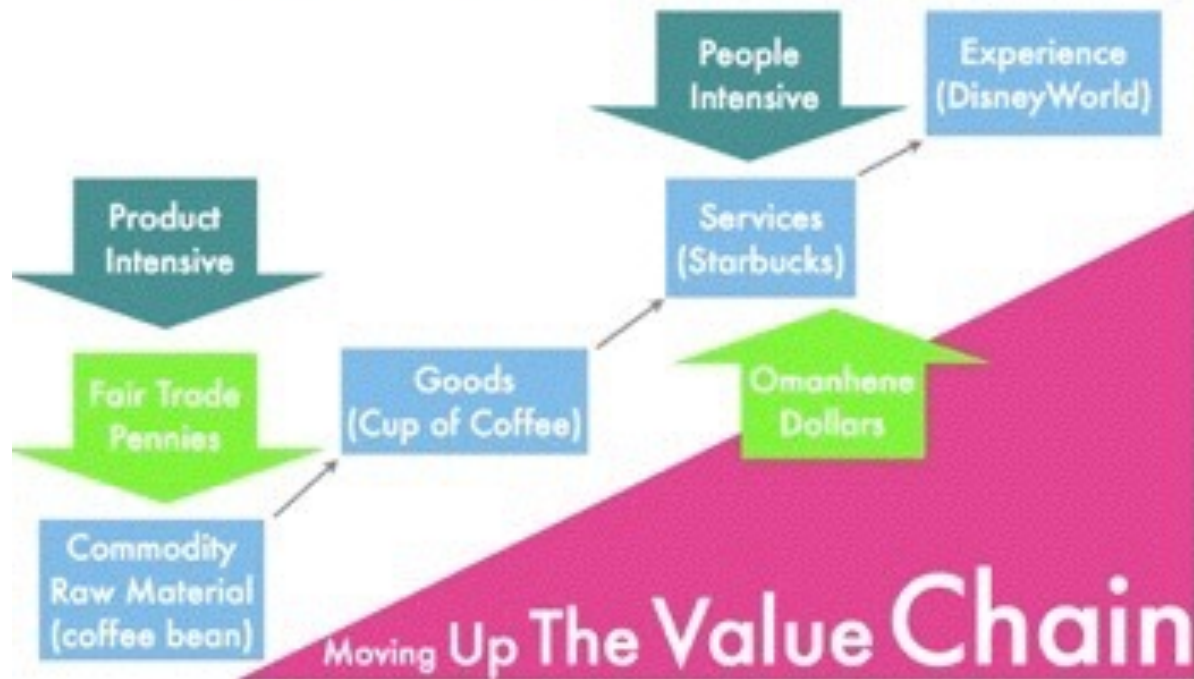 People
Intensive
Experience
(DisneyWorld)
Product
Intensive
Services
(Starbucks)
Fair Trade
Pennies
Goods
(Cup of Coffee)
Omanhene
Dollars
Commodity
Raw Material
(coffee bean)
Moving Up The Value Chain